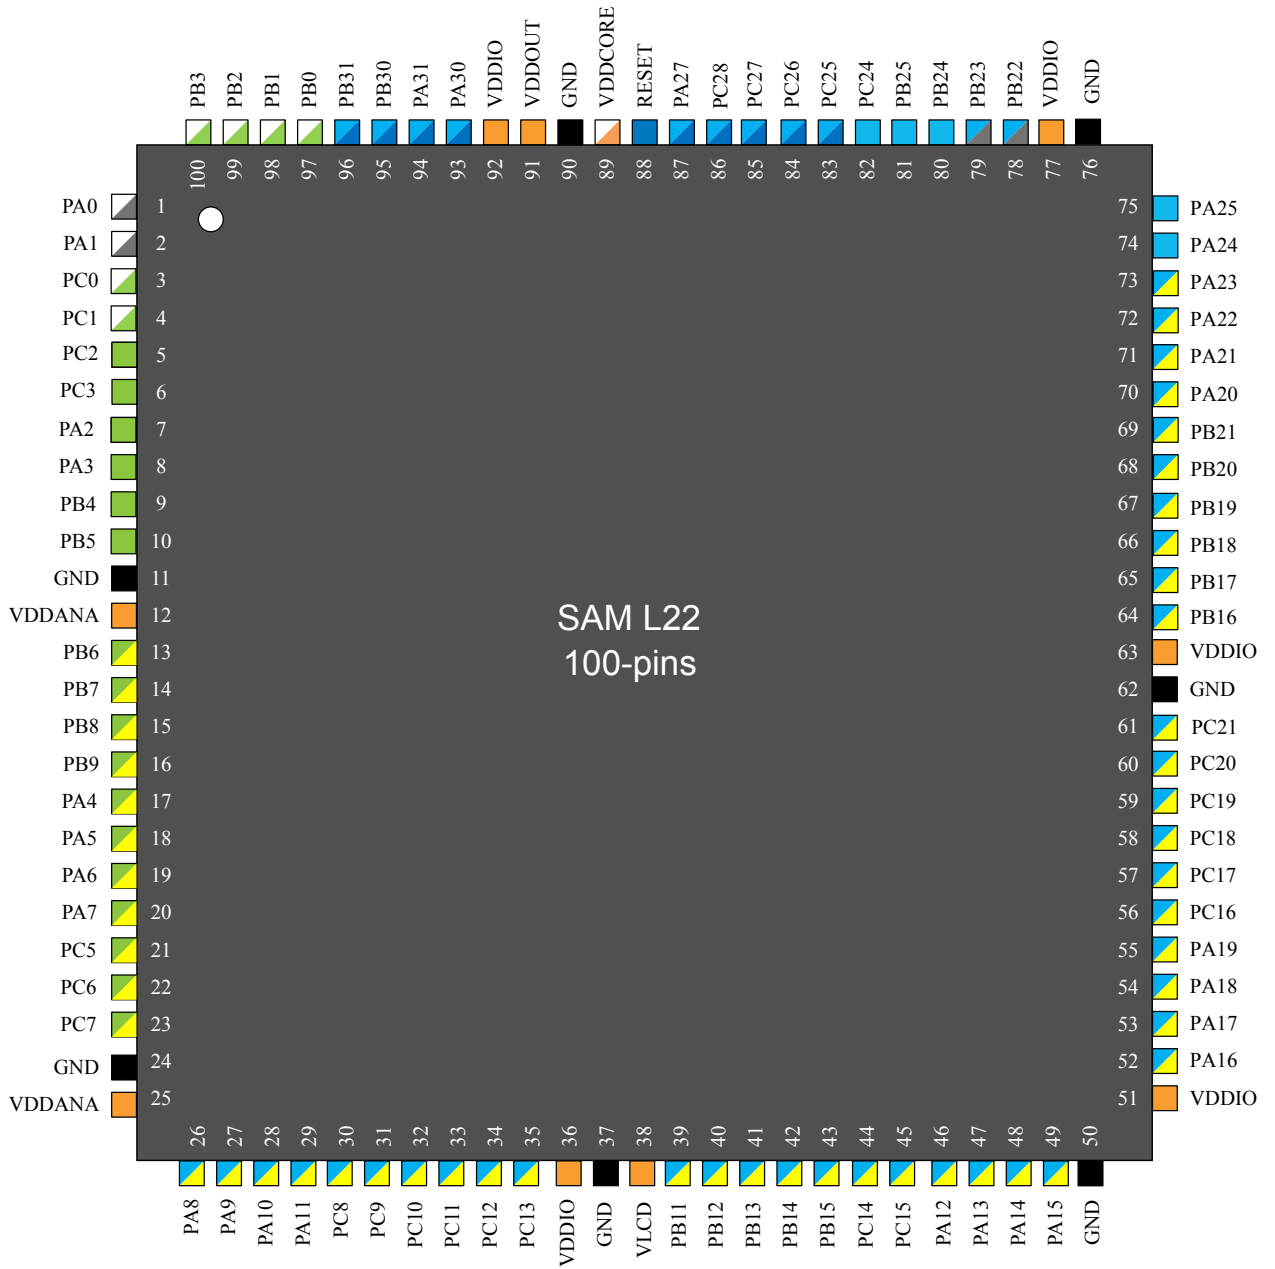 PB3 PB2 PB1 PB0 PB31 PB30 PA31 PA30 VDDIO VDDOUT GND VDDCORE RESET PA27 PC28 PC27 PC26 PC25 PC24 PB25 PB24 PB23 PB22 VDDIO GND
100 99 98 97 96 95 94 93 92 91 90 89 88 87 86 85 84 83 82 81 80 79 78 77 76
PA0 1 75 PA25
PA1 2 74 PA24
PC0 3 73 PA23
PC1 4 72 PA22
PC2 5 71 PA21
PC3 6 70 PA20
PA2 7 69 PB21
PA3 8 68 PB20
PB4 9 67 PB19
PB5 10 66 PB18
GND 11 65 PB17
VDDANA 12 64 PB16
SAM L22
PB6 13 63 VDDIO
100-pins
PB7 14 62 GND
PB8 15 61 PC21
PB9 16 60 PC20
PA4 17 59 PC19
PA5 18 58 PC18
PA6 19 57 PC17
PA7 20 56 PC16
PC5 21 55 PA19
PC6 22 54 PA18
PC7 23 53 PA17
GND 24 52 PA16
VDDANA 25 51 VDDIO
26 27 28 29 30 31 32 33 34 35 36 37 38 39 40 41 42 43 44 45 46 47 48 49 50
PA8 PA9 PA10 PA11 PC8 PC9 PC10 PC11 PC12 PC13 VDDIO GND VLCD PB11 PB12 PB13 PB14 PB15 PC14 PC15 PA12 PA13 PA14 PA15 GND